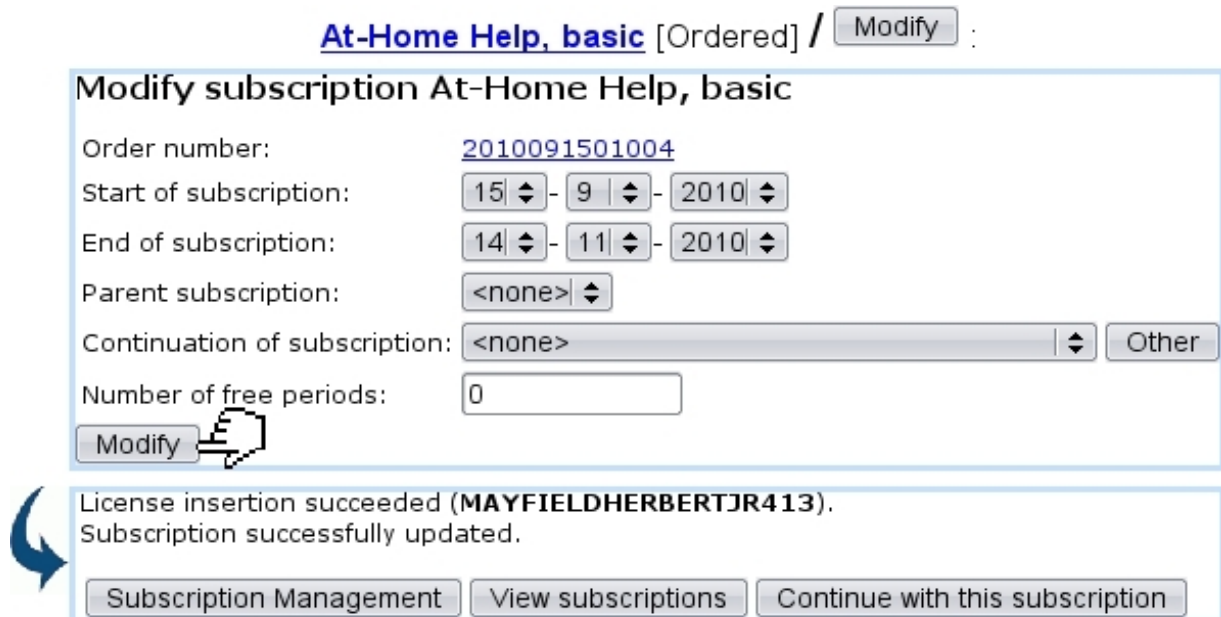 At-Home Help, basic [Ordered] / Modify :
Modify subscription At-Home Help, basic
Order number: 2010091501004
Start of subscription: 15 - 9 - 2010
End of subscription: 14 - 11 - 2010
Parent subscription: <none>
Continuation of subscription: <none> Other
Number of free periods: 0
Modify
License insertion succeeded (MAYFIELDHERBERTJR413).
Subscription successfully updated.
Subscription Management View subscriptions Continue with this subscription